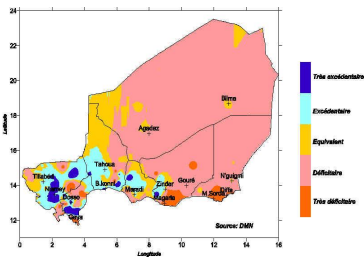 24
22
20
18
16
14
12
Latitude
0 2 4 6 8 10 12 14 16
Longitude
Bilma
Agadez
Tahoua
Tillabéri
Niamey
Dosso
Gaya
B.konni
Maradi
Zinder
Magaria
Gouré
N'guigmi
Diffa
M.Soroa
Source: DMN
Très excédentaire
Excédentaire
Equivalent
Déficitaire
Très déficitaire